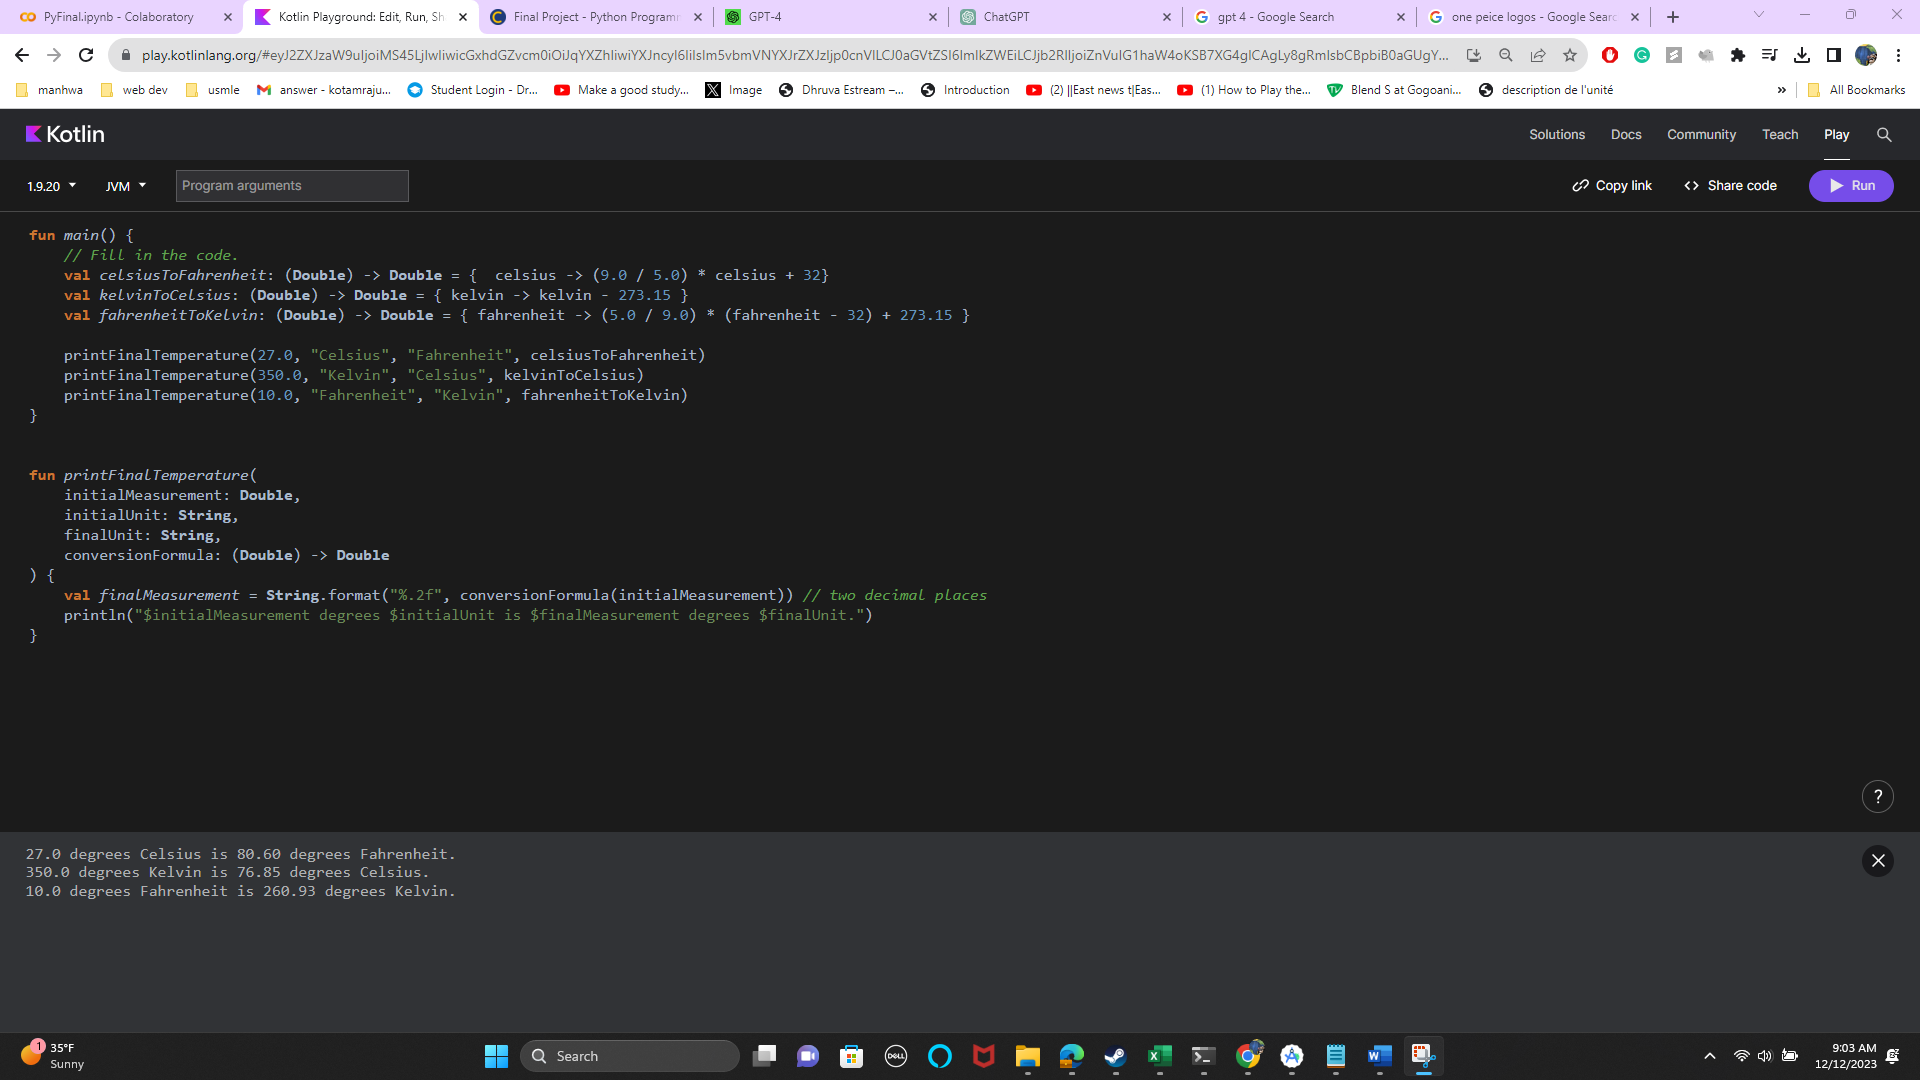 PyFinal.ipynb - Colaboratory
Kotlin Playground: Edit, Run, Sh
Final Project - Python Programm
GPT-4
ChatGPT
gpt 4 - Google Search
one peice logos - Google Searc
manhwa
web dev
usmle
answer - kotamraju...
Student Login - Dr...
Make a good study...
Image
Dhruva Estream –...
Introduction
(2) ||East news t|Eas...
(1) How to Play the...
Blend S at Gogoani...
description de l'unité
All Bookmarks
Kotlin
Solutions
Docs
Community
Teach
Play
1.9.20
JVM
Program arguments
Copy link
Share code
Run
fun main() {
// Fill in the code.
val celsiusToFahrenheit: (Double) -> Double = {  celsius -> (9.0 / 5.0) * celsius + 32}
val kelvinToCelsius: (Double) -> Double = { kelvin -> kelvin - 273.15 }
val fahrenheitToKelvin: (Double) -> Double = { fahrenheit -> (5.0 / 9.0) * (fahrenheit - 32) + 273.15 }
printFinalTemperature(27.0, "Celsius", "Fahrenheit", celsiusToFahrenheit)
printFinalTemperature(350.0, "Kelvin", "Celsius", kelvinToCelsius)
printFinalTemperature(10.0, "Fahrenheit", "Kelvin", fahrenheitToKelvin)
}
fun printFinalTemperature(
initialMeasurement: Double,
initialUnit: String,
finalUnit: String,
conversionFormula: (Double) -> Double
) {
val finalMeasurement = String.format("%.2f", conversionFormula(initialMeasurement)) // two decimal places
println("$initialMeasurement degrees $initialUnit is $finalMeasurement degrees $finalUnit.")
}
?
27.0 degrees Celsius is 80.60 degrees Fahrenheit.
350.0 degrees Kelvin is 76.85 degrees Celsius.
10.0 degrees Fahrenheit is 260.93 degrees Kelvin.
1
35°F
Sunny
Search
DELL
9:03 AM
12/12/2023